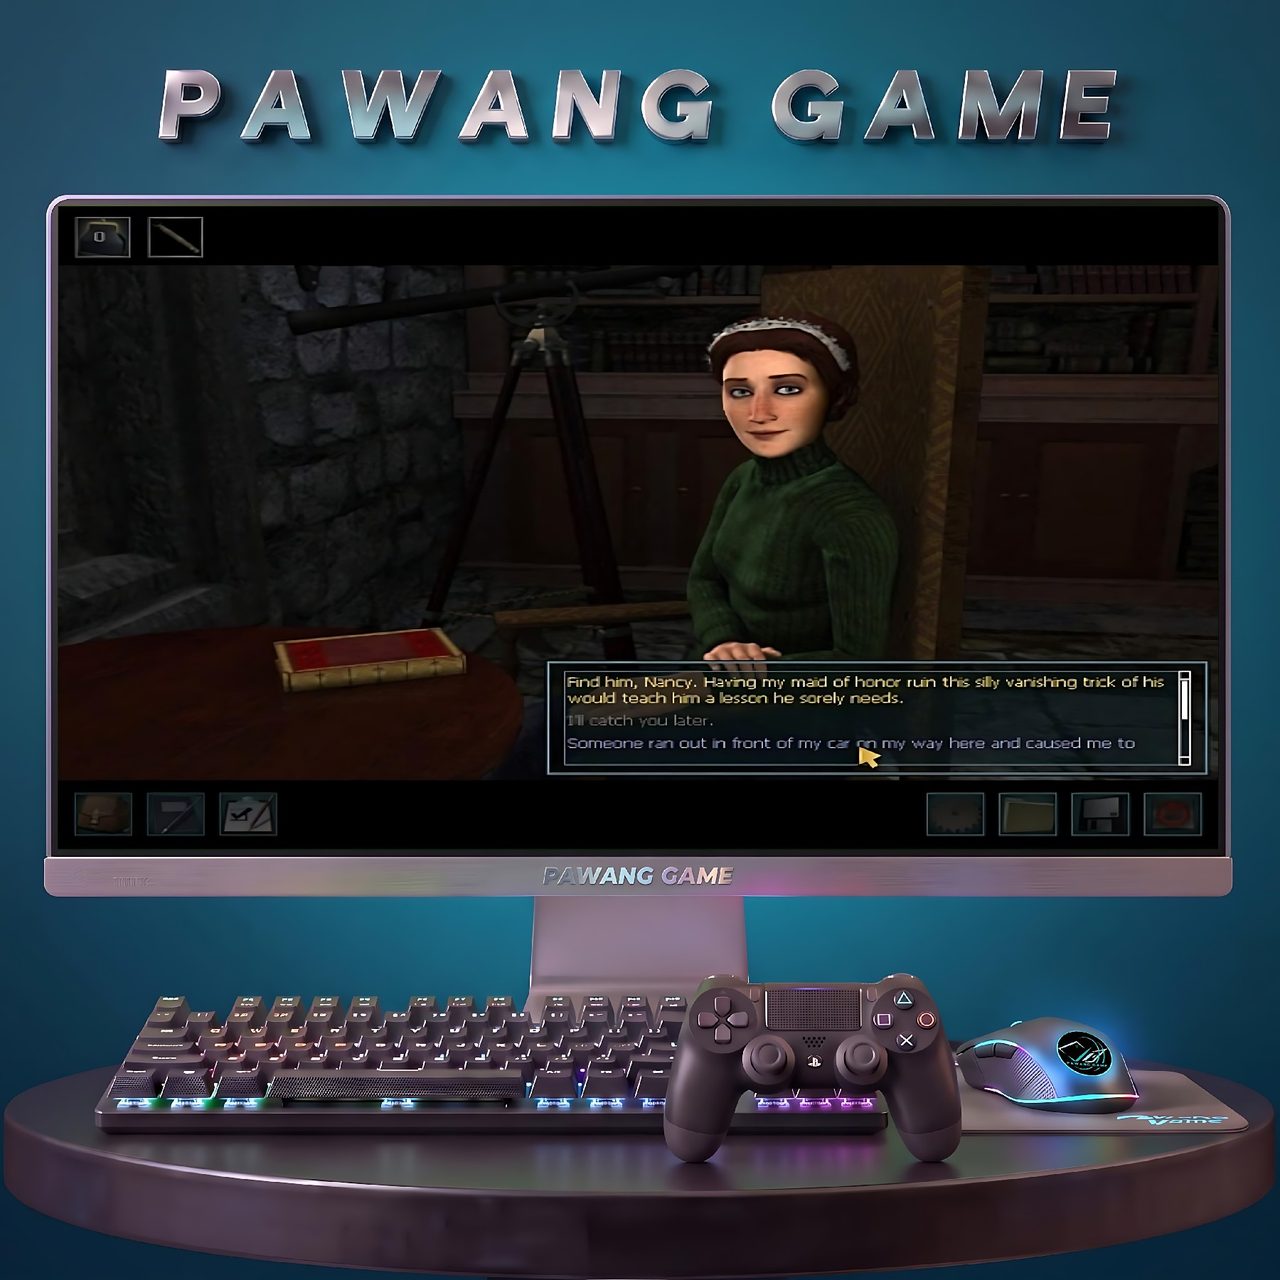 PAWANG GAME
0
Find him, Nancy. Having my maid of honor ruin this silly vanishing trick of his
would teach him a lesson he sorely needs.
I'll catch you later.
Someone ran out in front of my car on my way here and caused me to
PAWANG GAME